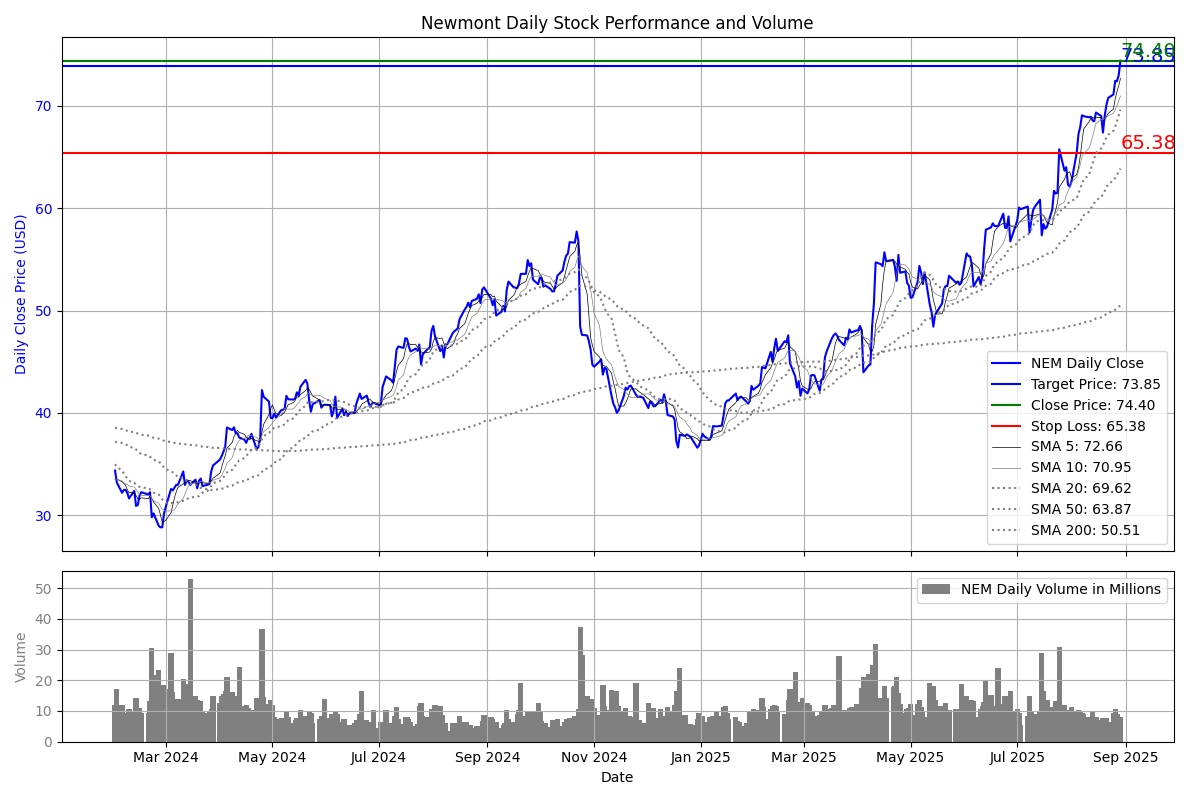 Newmont Daily Stock Performance and Volume
74.40
73.85
65.38
Daily Close Price (USD)
70
60
50
40
30
NEM Daily Close
Target Price: 73.85
Close Price: 74.40
Stop Loss: 65.38
SMA 5: 72.66
SMA 10: 70.95
SMA 20: 69.62
SMA 50: 63.87
SMA 200: 50.51
Volume
50
40
30
20
10
0
NEM Daily Volume in Millions
Mar 2024 May 2024 Jul 2024 Sep 2024 Nov 2024 Jan 2025 Mar 2025 May 2025 Jul 2025 Sep 2025
Date